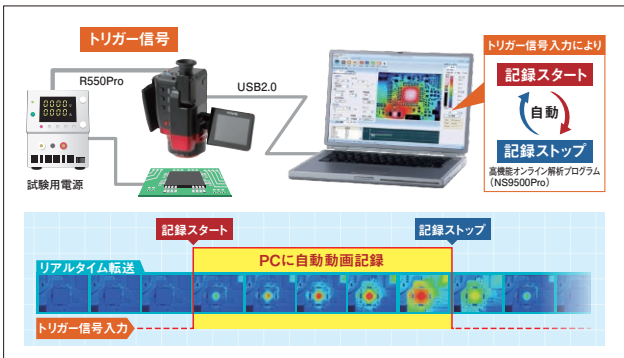 トリガー信号
R550Pro
USB2.0
試験用電源
トリガー信号入力により
記録スタート
自動
記録ストップ
高機能オンライン解析プログラム
(NS9500Pro)
記録スタート
記録ストップ
PCに自動動画記録
リアルタイム転送
トリガー信号入力